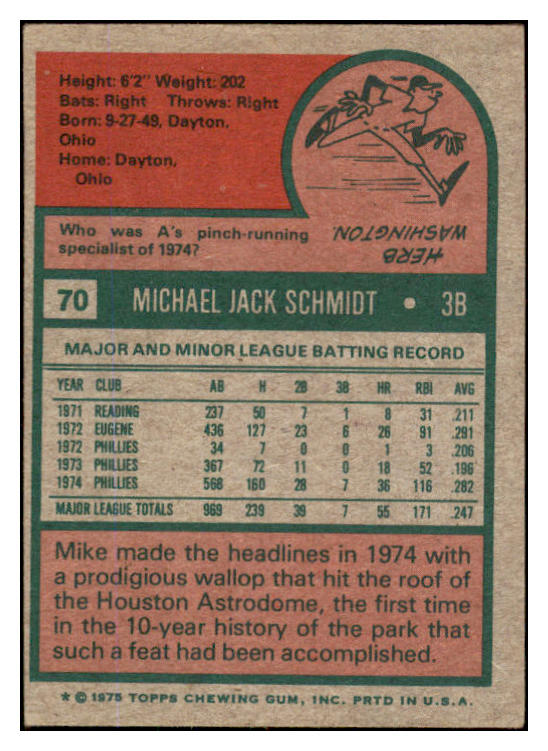 Height: 6'2" Weight: 202
Bats: Right Throws: Right
Born: 9-27-49, Dayton,
Ohio
Home: Dayton,
Ohio
Who was A's pinch-running
specialist of 1974?
HERB
WASHINGTON.
70 MICHAEL JACK SCHMIDT • 3B
MAJOR AND MINOR LEAGUE BATTING RECORD
YEAR CLUB AB H 2B 3B HR RBI AVG
1971 READING 237 50 7 1 8 31 .211
1972 EUGENE 436 127 23 6 26 91 .291
1972 PHILLIES 34 7 0 0 1 3 .206
1973 PHILLIES 367 72 11 0 18 52 .196
1974 PHILLIES 568 160 28 7 36 116 .282
MAJOR LEAGUE TOTALS 969 239 39 7 55 171 .247
Mike made the headlines in 1974 with
a prodigious wallop that hit the roof of
the Houston Astrodome, the first time
in the 10-year history of the park that
such a feat had been accomplished.
* © 1975 TOPPS CHEWING GUM, INC. PRTD IN U.S.A.